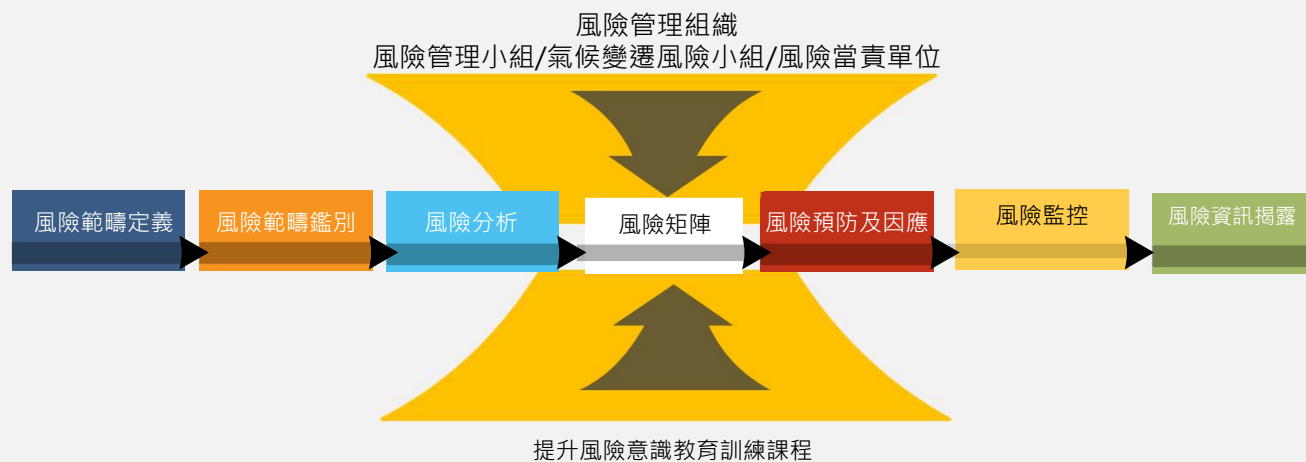 風險管理組織
風險管理小組/氣候變遷風險小組/風險當責單位
風險範疇定義
風險範疇鑑別
風險分析
風險矩陣
風險預防及因應
風險監控
風險資訊揭露
提升風險意識教育訓練課程